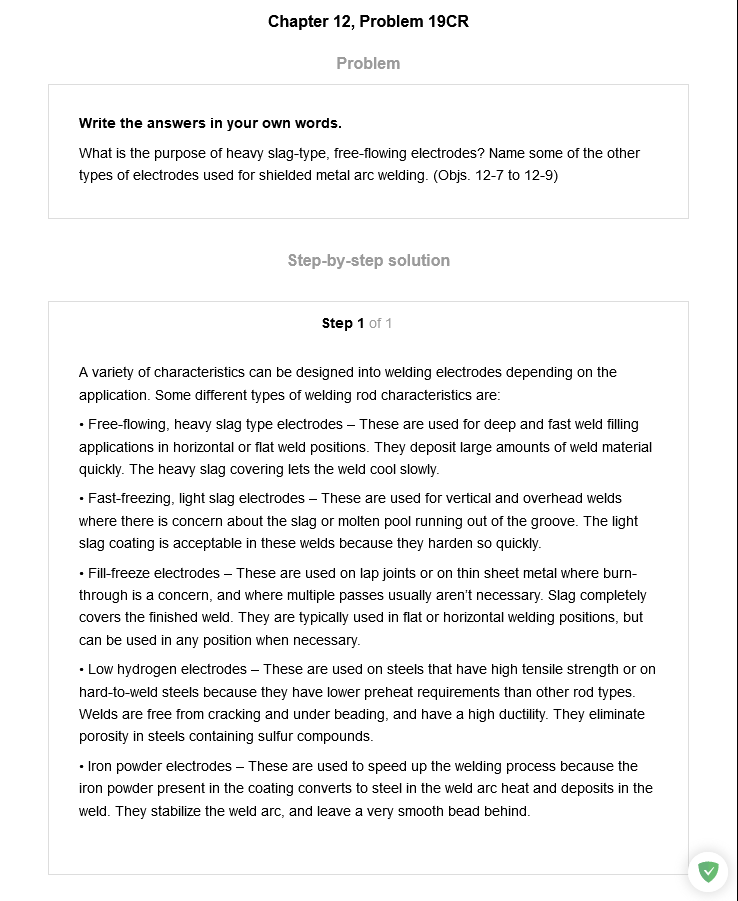 Chapter 12, Problem 19CR
Problem
Write the answers in your own words.
What is the purpose of heavy slag-type, free-flowing electrodes? Name some of the other
types of electrodes used for shielded metal arc welding. (Objs. 12-7 to 12-9)
Step-by-step solution
Step 1 of 1
A variety of characteristics can be designed into welding electrodes depending on the
application. Some different types of welding rod characteristics are:
• Free-flowing, heavy slag type electrodes – These are used for deep and fast weld filling
applications in horizontal or flat weld positions. They deposit large amounts of weld material
quickly. The heavy slag covering lets the weld cool slowly.
• Fast-freezing, light slag electrodes – These are used for vertical and overhead welds
where there is concern about the slag or molten pool running out of the groove. The light
slag coating is acceptable in these welds because they harden so quickly.
• Fill-freeze electrodes – These are used on lap joints or on thin sheet metal where burn-
through is a concern, and where multiple passes usually aren't necessary. Slag completely
covers the finished weld. They are typically used in flat or horizontal welding positions, but
can be used in any position when necessary.
• Low hydrogen electrodes – These are used on steels that have high tensile strength or on
hard-to-weld steels because they have lower preheat requirements than other rod types.
Welds are free from cracking and under beading, and have a high ductility. They eliminate
porosity in steels containing sulfur compounds.
• Iron powder electrodes – These are used to speed up the welding process because the
iron powder present in the coating converts to steel in the weld arc heat and deposits in the
weld. They stabilize the weld arc, and leave a very smooth bead behind.